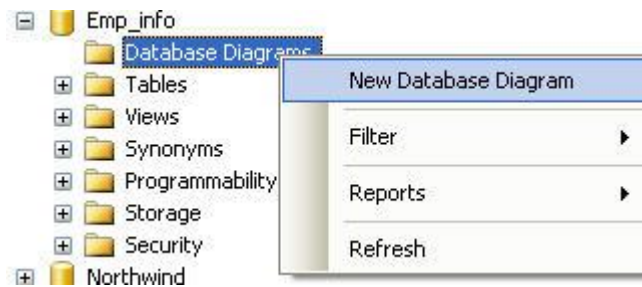 Emp_info
Database Diagrams
Tables
Views
Synonyms
Programmability
Storage
Security
Northwind
New Database Diagram
Filter
Reports
Refresh